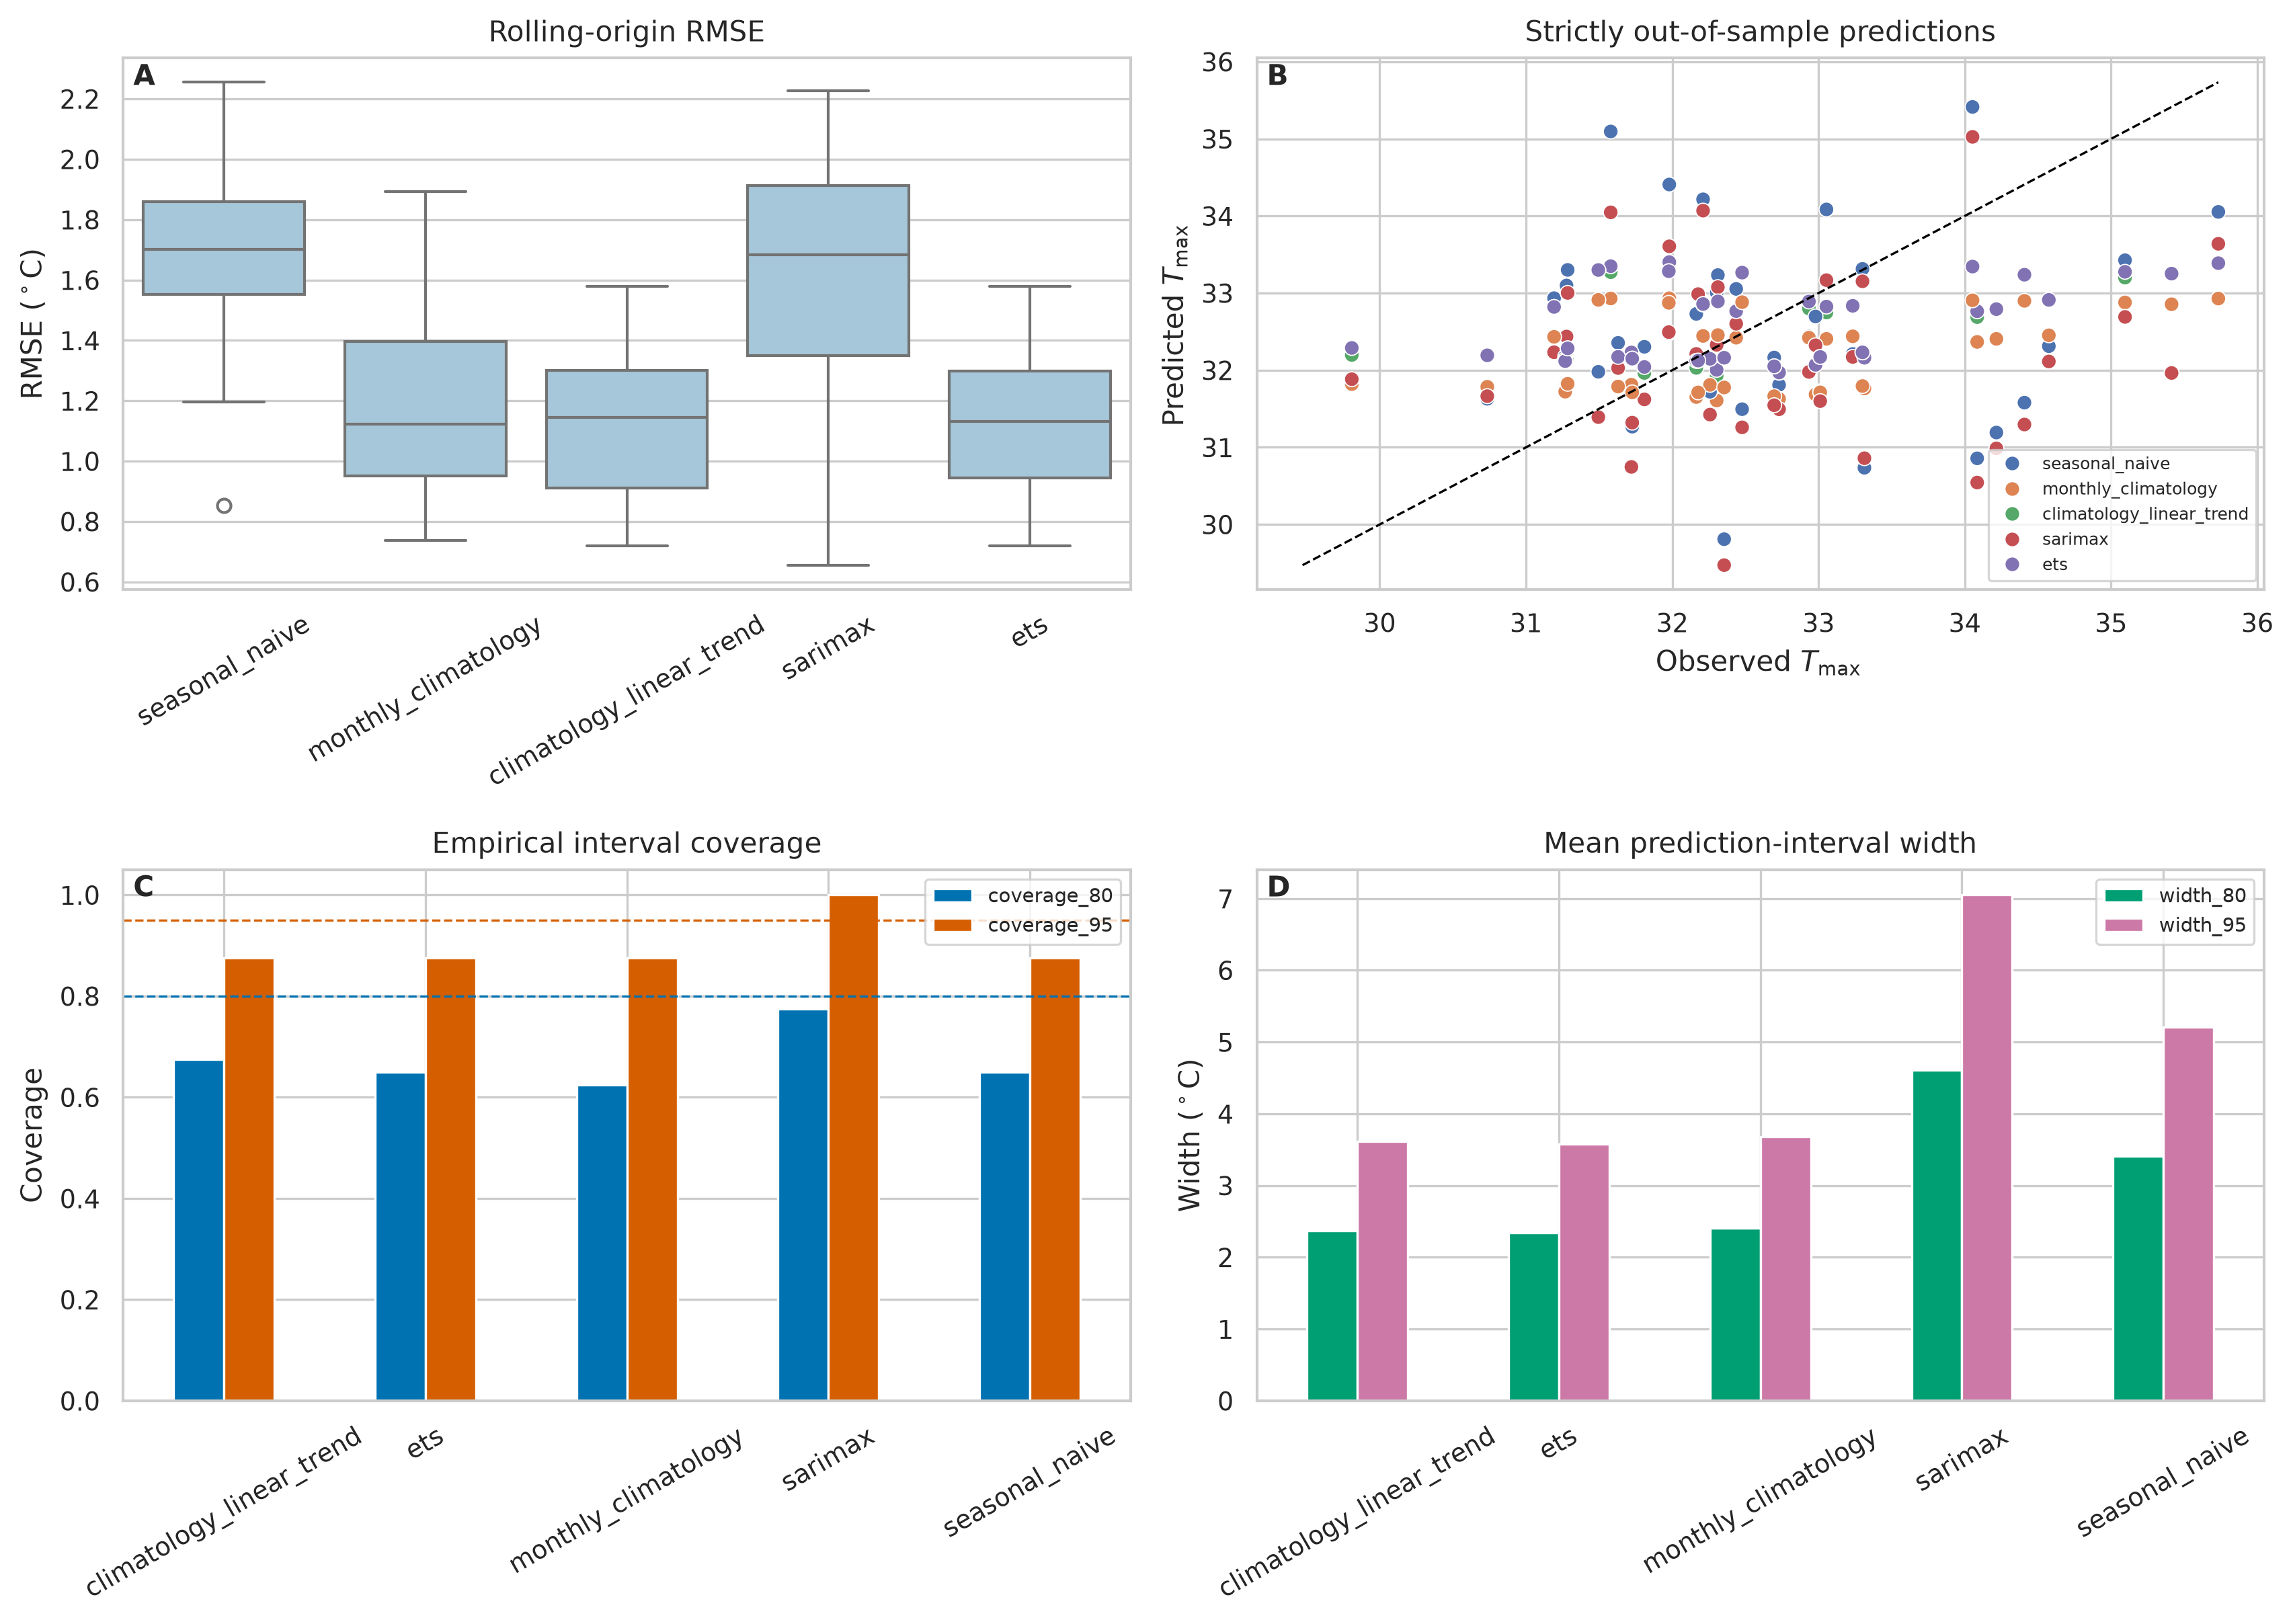 Rolling-origin RMSE
A
RMSE (°C)
2.2
2.0
1.8
1.6
1.4
1.2
1.0
0.8
0.6
seasonal_naive
monthly_climatology
climatology_linear_trend
sarimax
ets
Strictly out-of-sample predictions
B
Predicted Tmax
36
35
34
33
32
31
30
seasonal_naive
monthly_climatology
climatology_linear_trend
sarimax
ets
30 31 32 33 34 35 36
Observed Tmax
Empirical interval coverage
C
Coverage
1.0
0.8
0.6
0.4
0.2
0.0
coverage_80
coverage_95
climatology_linear_trend
ets
monthly_climatology
sarimax
seasonal_naive
Mean prediction-interval width
D
Width (°C)
7
6
5
4
3
2
1
0
width_80
width_95
climatology_linear_trend
ets
monthly_climatology
sarimax
seasonal_naive